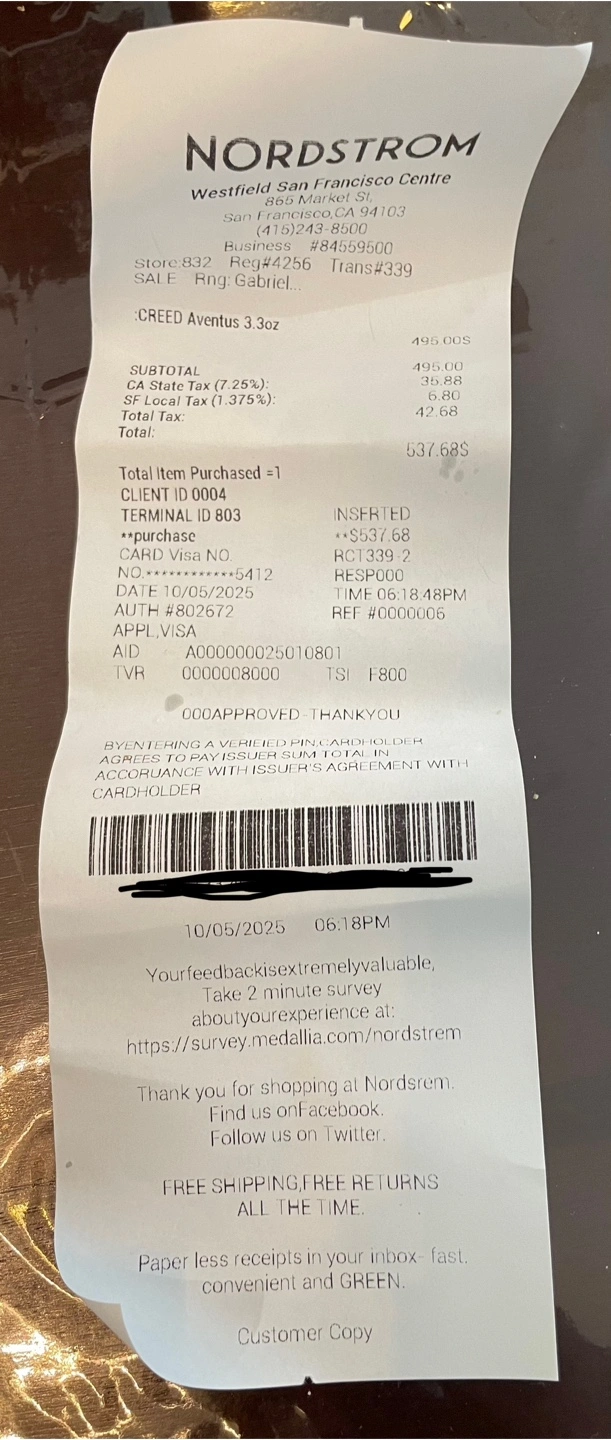 NORDSTROM
Westfield San Francisco Centre
865 Market St,
San Francisco,CA 94103
(415)243-8500
Business #84559500
Store:832 Reg#4256 Trans#339
SALE Rng: Gabriel...
:CREED Aventus 3.3oz
495.00S
SUBTOTAL 495.00
CA State Tax (7.25%): 35.88
SF Local Tax (1.375%): 6.80
Total Tax: 42.68
Total:
537.68$
Total Item Purchased =1
CLIENT ID 0004
TERMINAL ID 803 INSERTED
**purchase **$537.68
CARD Visa NO. RCT339-2
NO.************5412 RESP000
DATE 10/05/2025 TIME 06:18.48PM
AUTH #802672 REF #0000006
APPL,VISA
AID A000000025010801
TVR 0000008000 TSI F800
000APPROVED-THANKYOU
BYENTERING A VERIEIED PIN,CARDHOLDER
AGREES TO PAY ISSUER SUM TOTAL IN
ACCORUANCE WITH ISSUER'S AGREEMENT WITH
CARDHOLDER
10/05/2025 06:18PM
Yourfeedbackisextremelyvaluable,
Take 2 minute survey
aboutyourexperience at:
https://survey.medallia.com/nordstrem
Thank you for shopping at Nordsrem.
Find us onFacebook.
Follow us on Twitter.
FREE SHIPPING,FREE RETURNS
ALL THE TIME.
Paper less receipts in your inbox- fast.
convenient and GREEN.
Customer Copy